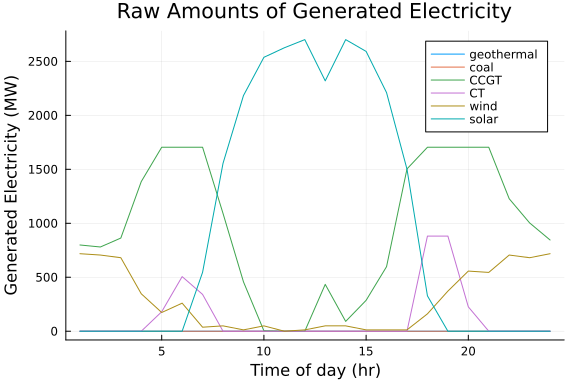 Raw Amounts of Generated Electricity
Generated Electricity (MW)
2500
2000
1500
1000
500
0
geothermal
coal
CCGT
CT
wind
solar
5 10 15 20
Time of day (hr)